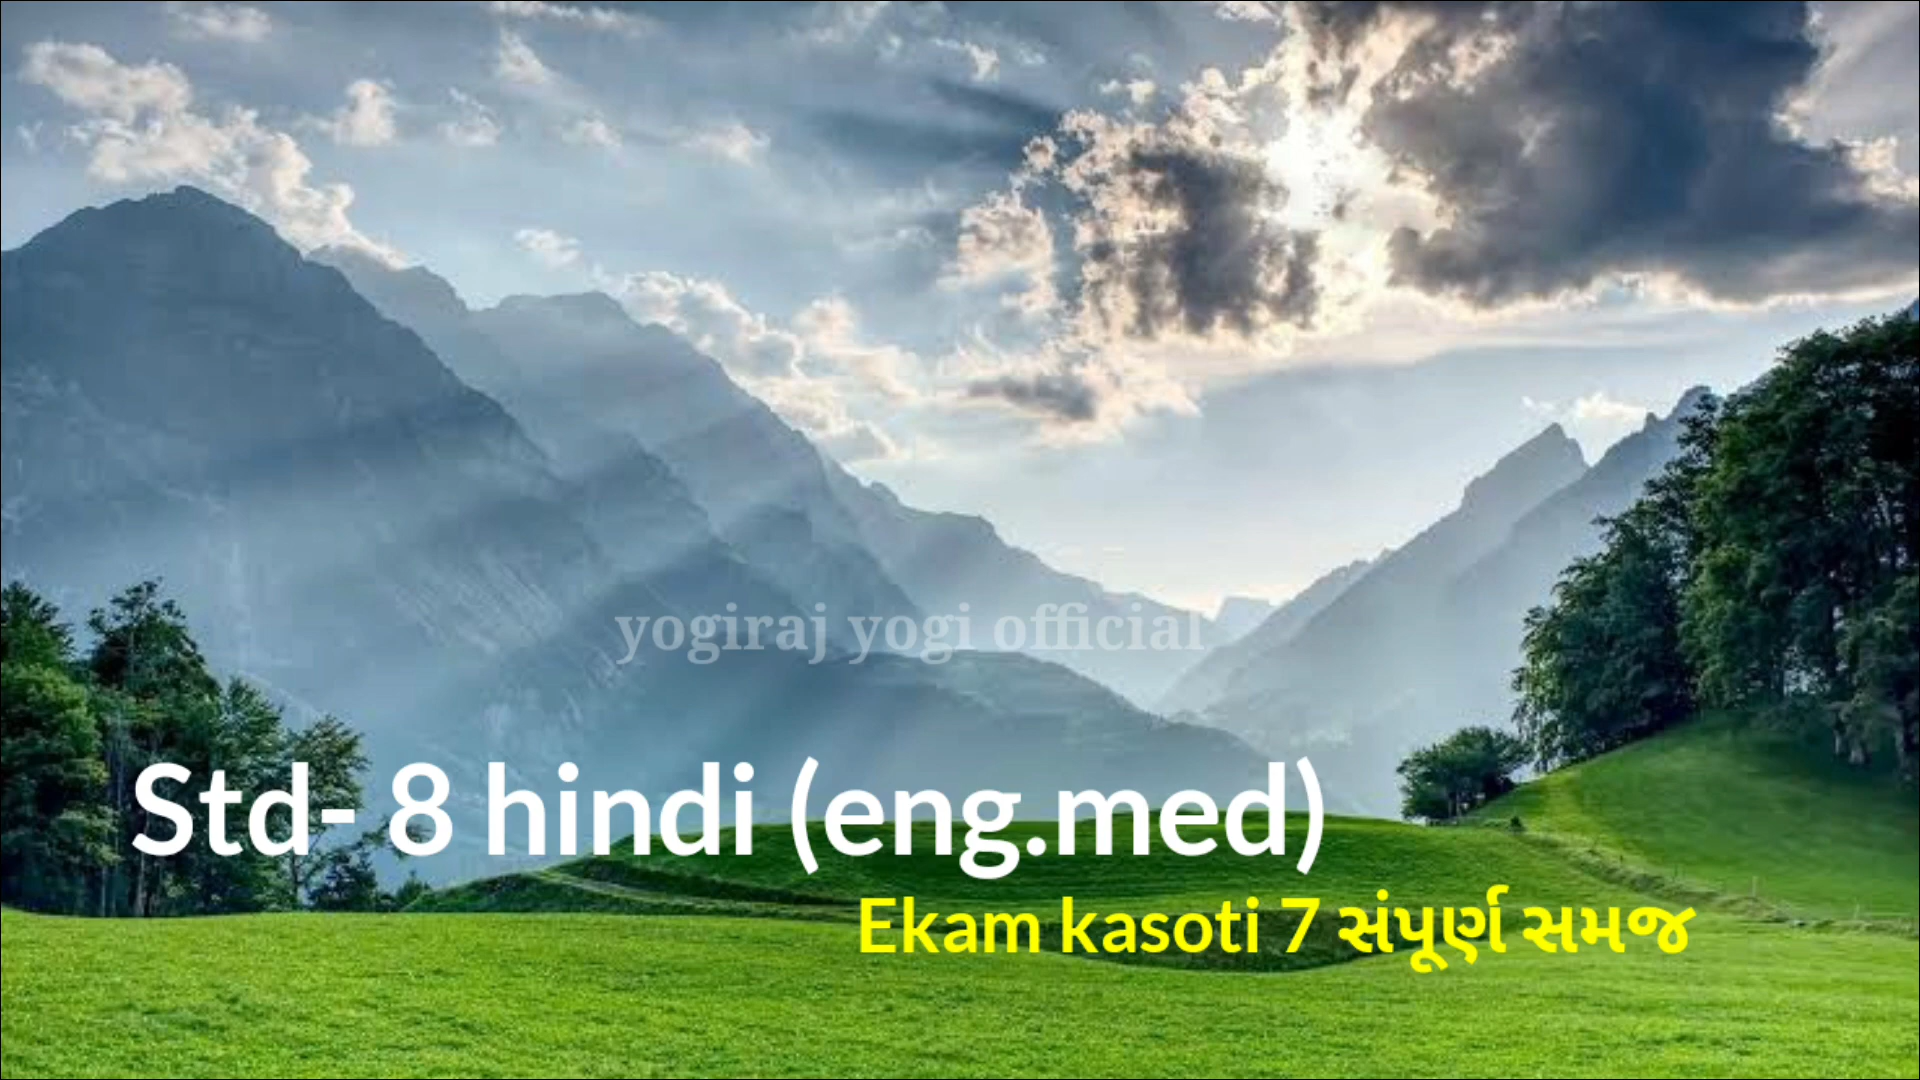 yogiraj yogi official
Std- 8 hindi (eng.med)
Ekam kasoti 7 સંપૂર્ણ સમજ